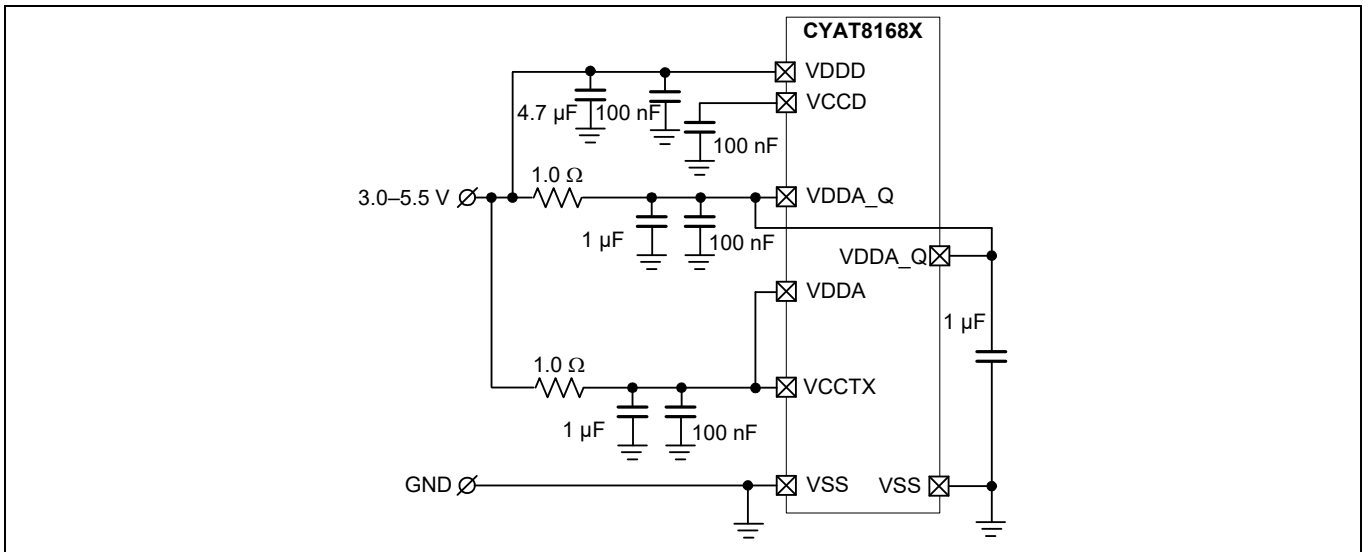 CYAT8168X
VDDD
VCCD
4.7 µF
100 nF
100 nF
1.0 Ω
3.0–5.5 V
VDDA_Q
1 µF
100 nF
VDDA_Q
VDDA
1 µF
1.0 Ω
VCCTX
1 µF
100 nF
GND
VSS
VSS